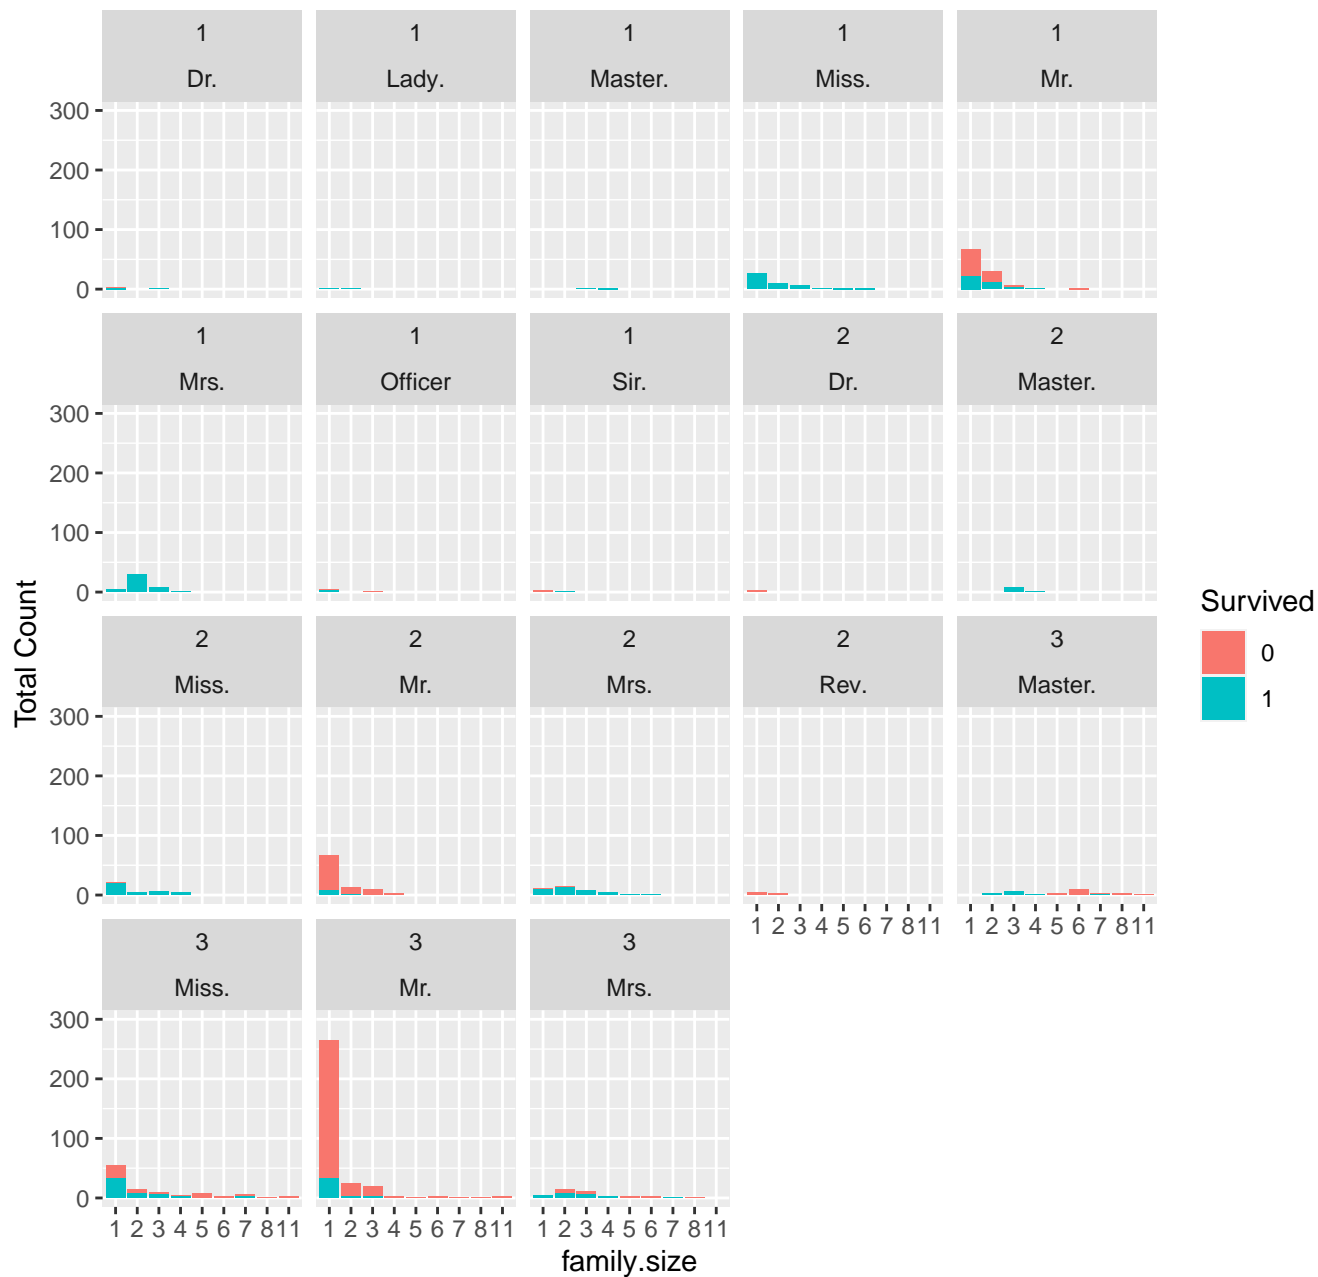 1 1 1 1 1
Dr. Lady. Master. Miss. Mr.
300
200
100
0
1 1 1 2 2
Mrs. Officer Sir. Dr. Master.
300
200
100
0
2 2 2 2 3
Miss. Mr. Mrs. Rev. Master.
300
200
100
0
1 2 3 4 5 6 7 8 11 1 2 3 4 5 6 7 8 11
3 3 3
Miss. Mr. Mrs.
300
200
100
0
1 2 3 4 5 6 7 8 11 1 2 3 4 5 6 7 8 11 1 2 3 4 5 6 7 8 11
family.size
Total Count
Survived
0
1